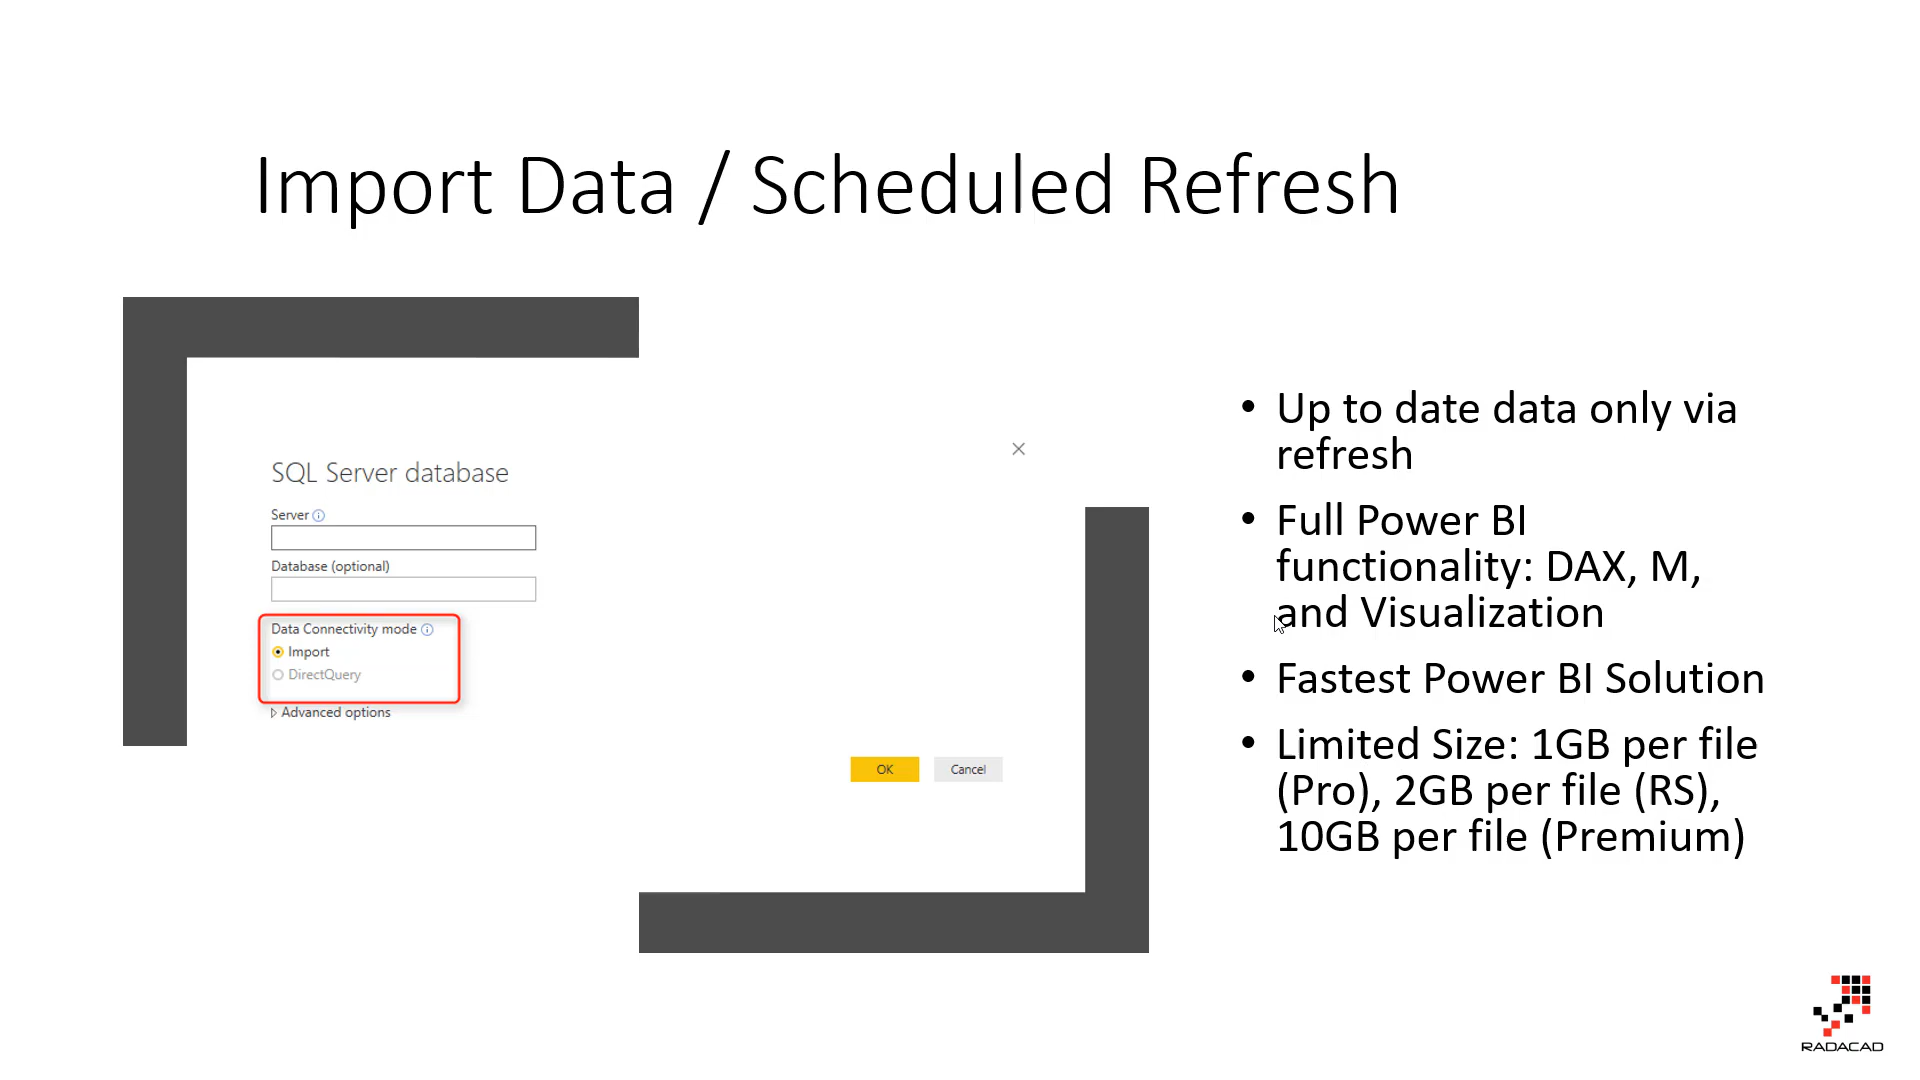 Import Data / Scheduled Refresh
SQL Server database
Server
Database (optional)
Data Connectivity mode
Import
DirectQuery
Advanced options
OK
Cancel
• Up to date data only via
refresh
• Full Power BI
functionality: DAX, M,
and Visualization
• Fastest Power BI Solution
• Limited Size: 1GB per file
(Pro), 2GB per file (RS),
10GB per file (Premium)
RADACAD